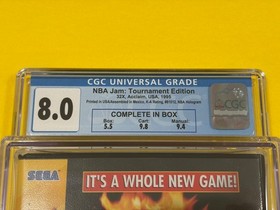 CGC UNIVERSAL GRADE
8.0
NBA Jam: Tournament Edition
32X, Acclaim, USA, 1995
Printed in USA/Assembled in Mexico, K-A Rating, #81012, NBA Hologram
COMPLETE IN BOX
Box: Cart: Manual:
5.5 9.8 9.4
CGC
SEGA
IT'S A WHOLE NEW GAME!